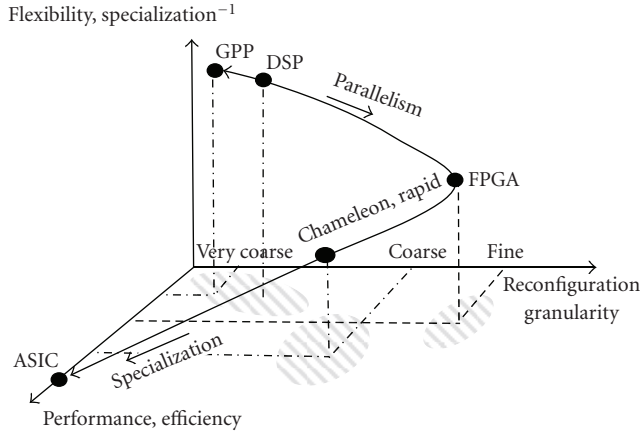 Flexibility, specialization⁻¹
GPP
DSP
Parallelism
FPGA
Chameleon, rapid
Very coarse
Coarse
Fine
Reconfiguration
granularity
ASIC
Specialization
Performance, efficiency